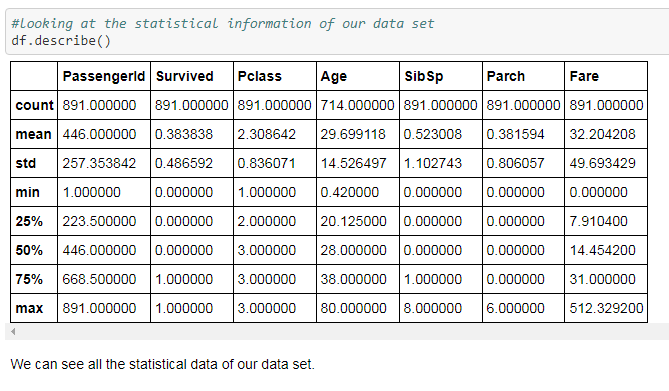 #looking at the statistical information of our data set
df.describe()
PassengerId Survived Pclass Age SibSp Parch Fare
count 891.000000 891.000000 891.000000 714.000000 891.000000 891.000000 891.000000
mean 446.000000 0.383838 2.308642 29.699118 0.523008 0.381594 32.204208
std 257.353842 0.486592 0.836071 14.526497 1.102743 0.806057 49.693429
min 1.000000 0.000000 1.000000 0.420000 0.000000 0.000000 0.000000
25% 223.500000 0.000000 2.000000 20.125000 0.000000 0.000000 7.910400
50% 446.000000 0.000000 3.000000 28.000000 0.000000 0.000000 14.454200
75% 668.500000 1.000000 3.000000 38.000000 1.000000 0.000000 31.000000
max 891.000000 1.000000 3.000000 80.000000 8.000000 6.000000 512.329200
We can see all the statistical data of our data set.